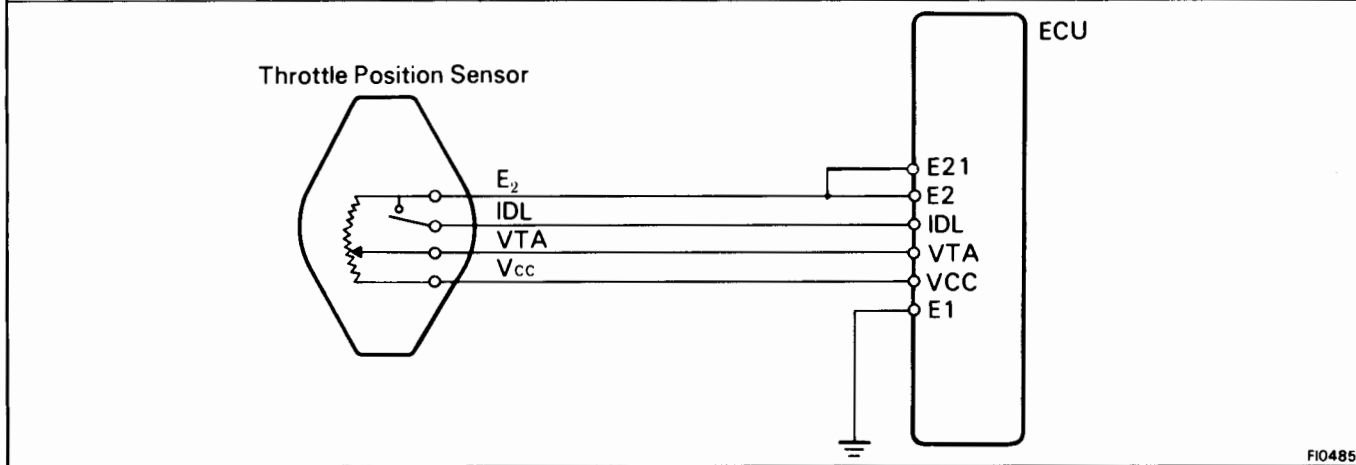 ECU
Throttle Position Sensor
E₂
IDL
VTA
Vcc
E21
E2
IDL
VTA
VCC
E1
FI0485